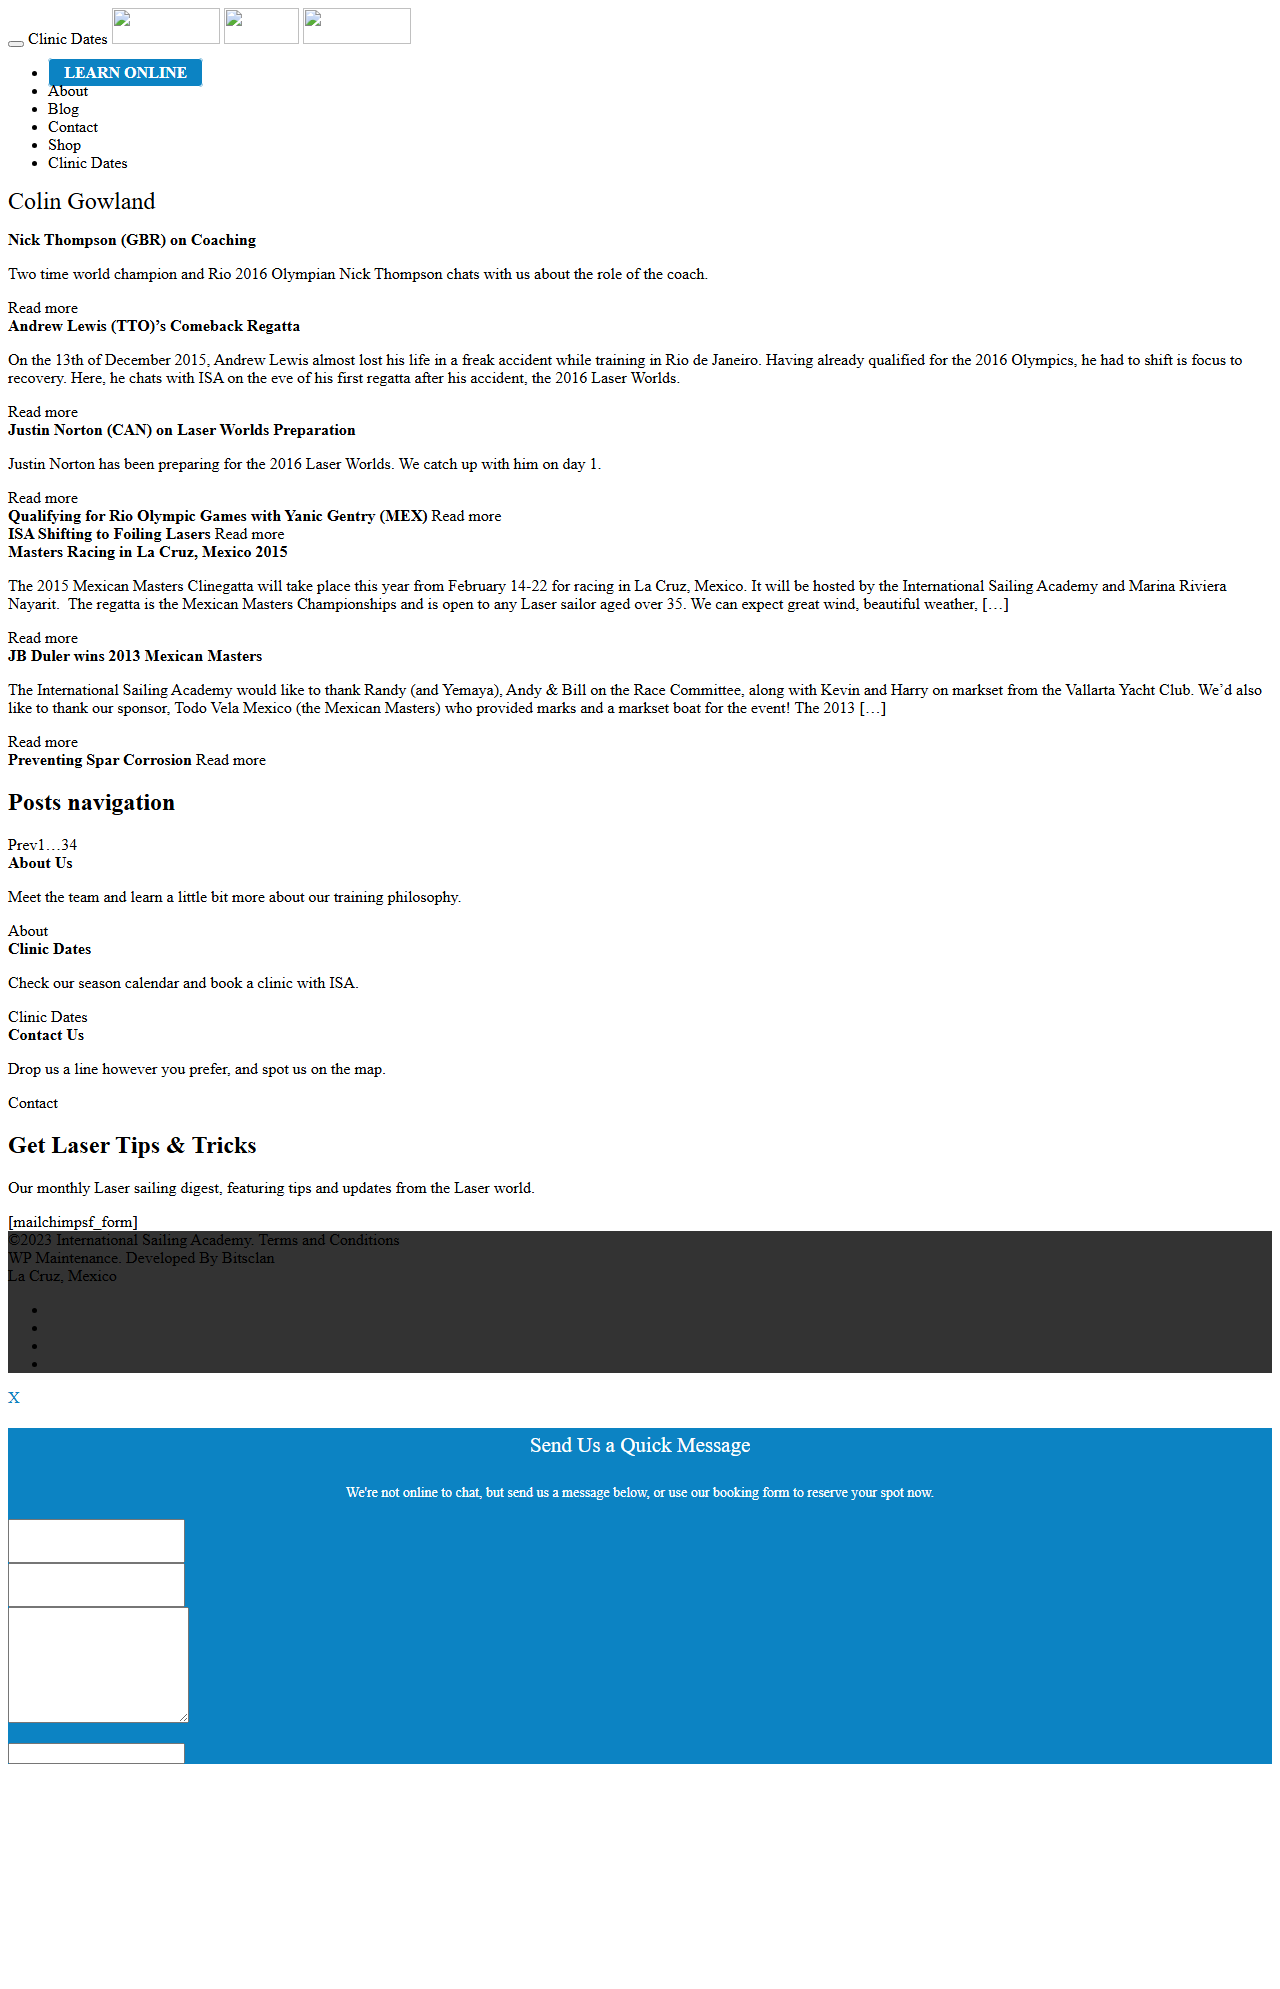 Clinic Dates
LEARN ONLINE
About
Blog
Contact
Shop
Clinic Dates
Colin Gowland
Nick Thompson (GBR) on Coaching
Two time world champion and Rio 2016 Olympian Nick Thompson chats with us about the role of the coach.
Read more
Andrew Lewis (TTO)’s Comeback Regatta
On the 13th of December 2015, Andrew Lewis almost lost his life in a freak accident while training in Rio de Janeiro. Having already qualified for the 2016 Olympics, he had to shift is focus to
recovery. Here, he chats with ISA on the eve of his first regatta after his accident, the 2016 Laser Worlds.
Read more
Justin Norton (CAN) on Laser Worlds Preparation
Justin Norton has been preparing for the 2016 Laser Worlds. We catch up with him on day 1.
Read more
Qualifying for Rio Olympic Games with Yanic Gentry (MEX) Read more
ISA Shifting to Foiling Lasers Read more
Masters Racing in La Cruz, Mexico 2015
The 2015 Mexican Masters Clinegatta will take place this year from February 14-22 for racing in La Cruz, Mexico. It will be hosted by the International Sailing Academy and Marina Riviera
Nayarit.  The regatta is the Mexican Masters Championships and is open to any Laser sailor aged over 35. We can expect great wind, beautiful weather, […]
Read more
JB Duler wins 2013 Mexican Masters
The International Sailing Academy would like to thank Randy (and Yemaya), Andy & Bill on the Race Committee, along with Kevin and Harry on markset from the Vallarta Yacht Club. We’d also
like to thank our sponsor, Todo Vela Mexico (the Mexican Masters) who provided marks and a markset boat for the event! The 2013 […]
Read more
Preventing Spar Corrosion Read more
Posts navigation
Prev1…34
About Us
Meet the team and learn a little bit more about our training philosophy.
About
Clinic Dates
Check our season calendar and book a clinic with ISA.
Clinic Dates
Contact Us
Drop us a line however you prefer, and spot us on the map.
Contact
Get Laser Tips & Tricks
Our monthly Laser sailing digest, featuring tips and updates from the Laser world.
[mailchimpsf_form]
©2023 International Sailing Academy. Terms and Conditions
WP Maintenance. Developed By Bitsclan
La Cruz, Mexico
X
Send Us a Quick Message
We're not online to chat, but send us a message below, or use our booking form to reserve your spot now.